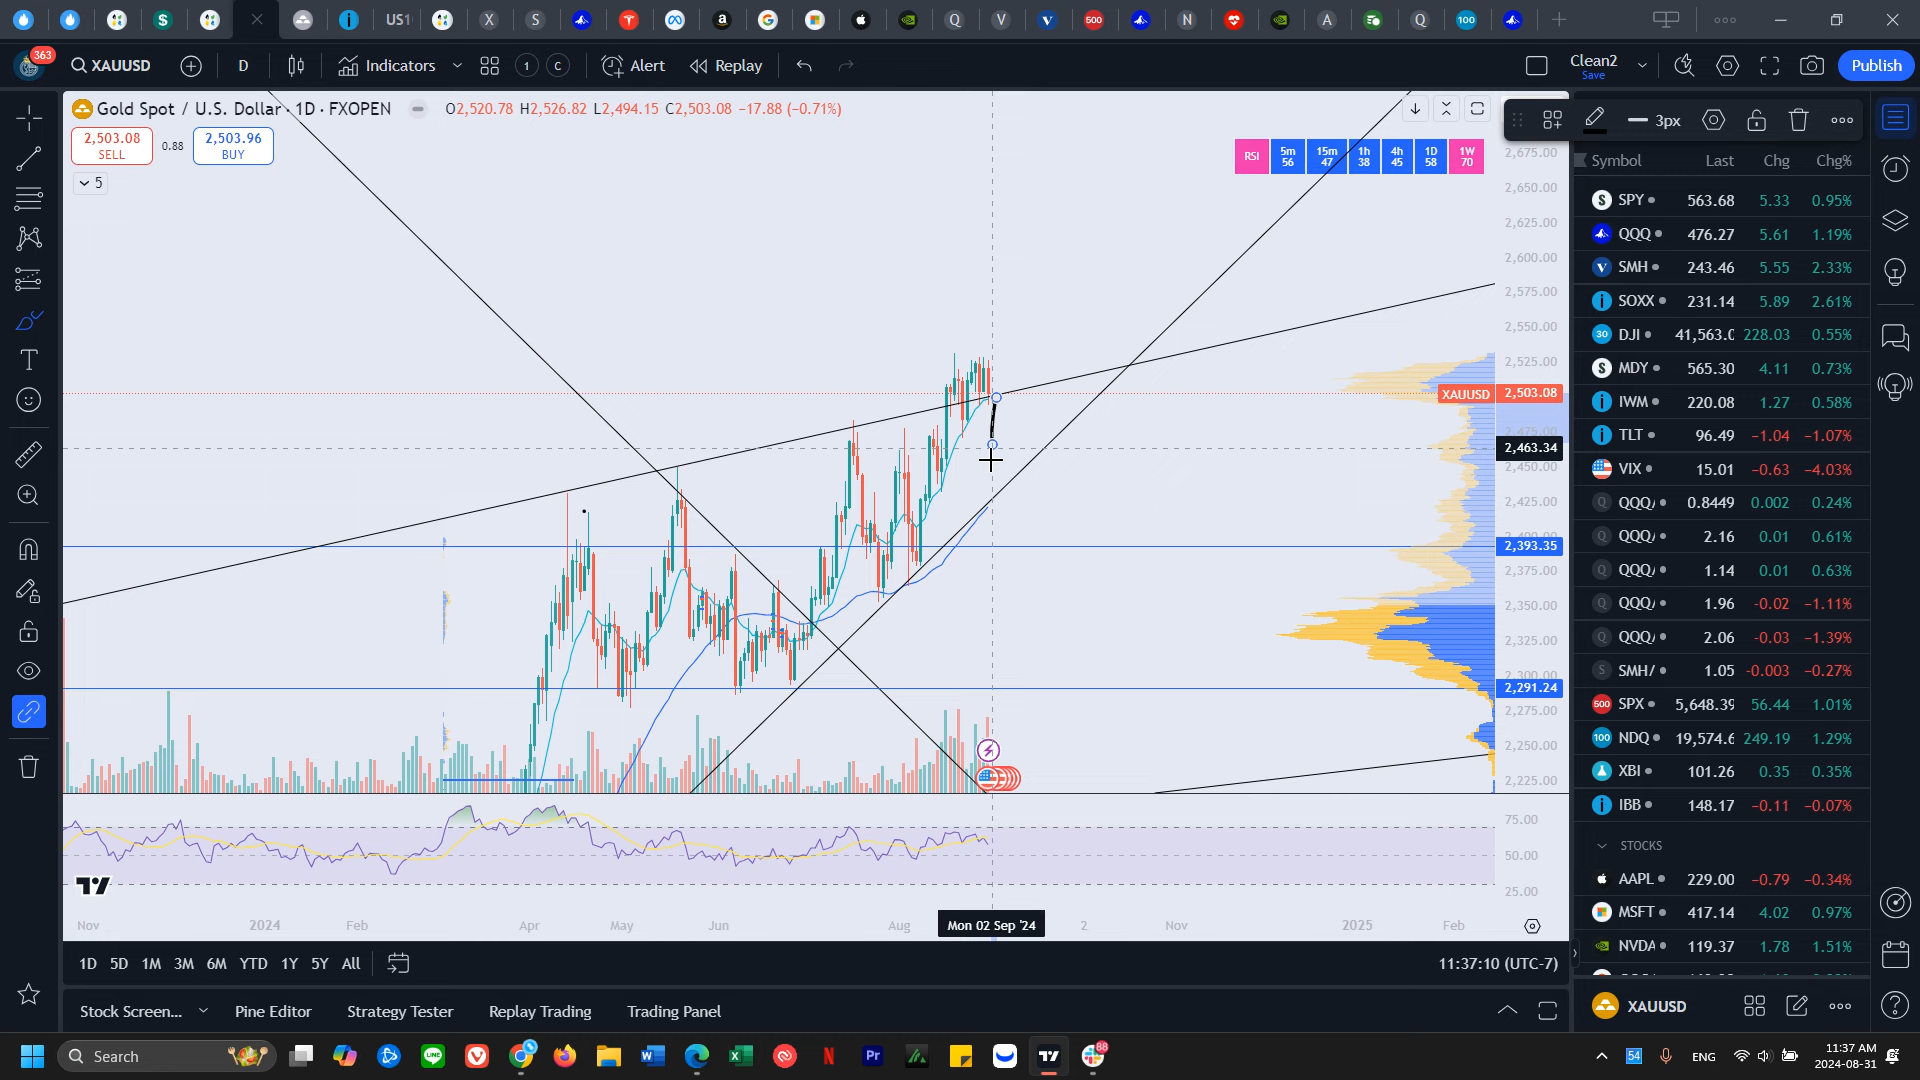 US1
X
S
Q
V
V
500
N
A
Q
100
363
XAUUSD
D
Indicators
1
C
Alert
Replay
Clean2
Save
Publish
Gold Spot / U.S. Dollar · 1D · FXOPEN
O2,520.78 H2,526.82 L2,494.15 C2,503.08 −17.88 (−0.71%)
2,503.08
SELL
0.88
2,503.96
BUY
5
RSI
5m
56
15m
47
1h
38
4h
45
1D
58
1W
70
3px
2,675.00
2,650.00
2,625.00
2,600.00
2,575.00
2,550.00
2,525.00
XAUUSD 2,503.08
2,475.00
2,463.34
2,450.00
2,425.00
2,393.35
2,375.00
2,350.00
2,325.00
2,300.00
2,291.24
2,275.00
2,250.00
2,225.00
75.00
50.00
25.00
Nov
2024
Feb
Apr
May
Jun
Aug
Mon 02 Sep '24
2
Nov
2025
Feb
1D 5D 1M 3M 6M YTD 1Y 5Y All
11:37:10 (UTC-7)
Stock Screen...
Pine Editor
Strategy Tester
Replay Trading
Trading Panel
Symbol Last Chg Chg%
SPY 563.68 5.33 0.95%
QQQ 476.27 5.61 1.19%
SMH 243.46 5.55 2.33%
SOXX 231.14 5.89 2.61%
DJI 41,563.0 228.03 0.55%
MDY 565.30 4.11 0.73%
IWM 220.08 1.27 0.58%
TLT 96.49 −1.04 −1.07%
VIX 15.01 −0.63 −4.03%
QQQ/ 0.8449 0.002 0.24%
QQQ/ 2.16 0.01 0.61%
QQQ/ 1.14 0.01 0.63%
QQQ/ 1.96 −0.02 −1.11%
QQQ/ 2.06 −0.03 −1.39%
SMH/ 1.05 -0.003 −0.27%
SPX 5,648.39 56.44 1.01%
NDQ 19,574.6 249.19 1.29%
XBI 101.26 0.35 0.35%
IBB 148.17 −0.11 −0.07%
STOCKS
AAPL 229.00 −0.79 −0.34%
MSFT 417.14 4.02 0.97%
NVDA 119.37 1.78 1.51%
XAUUSD
Search
LINE
88
54
ENG
11:37 AM
2024-08-31